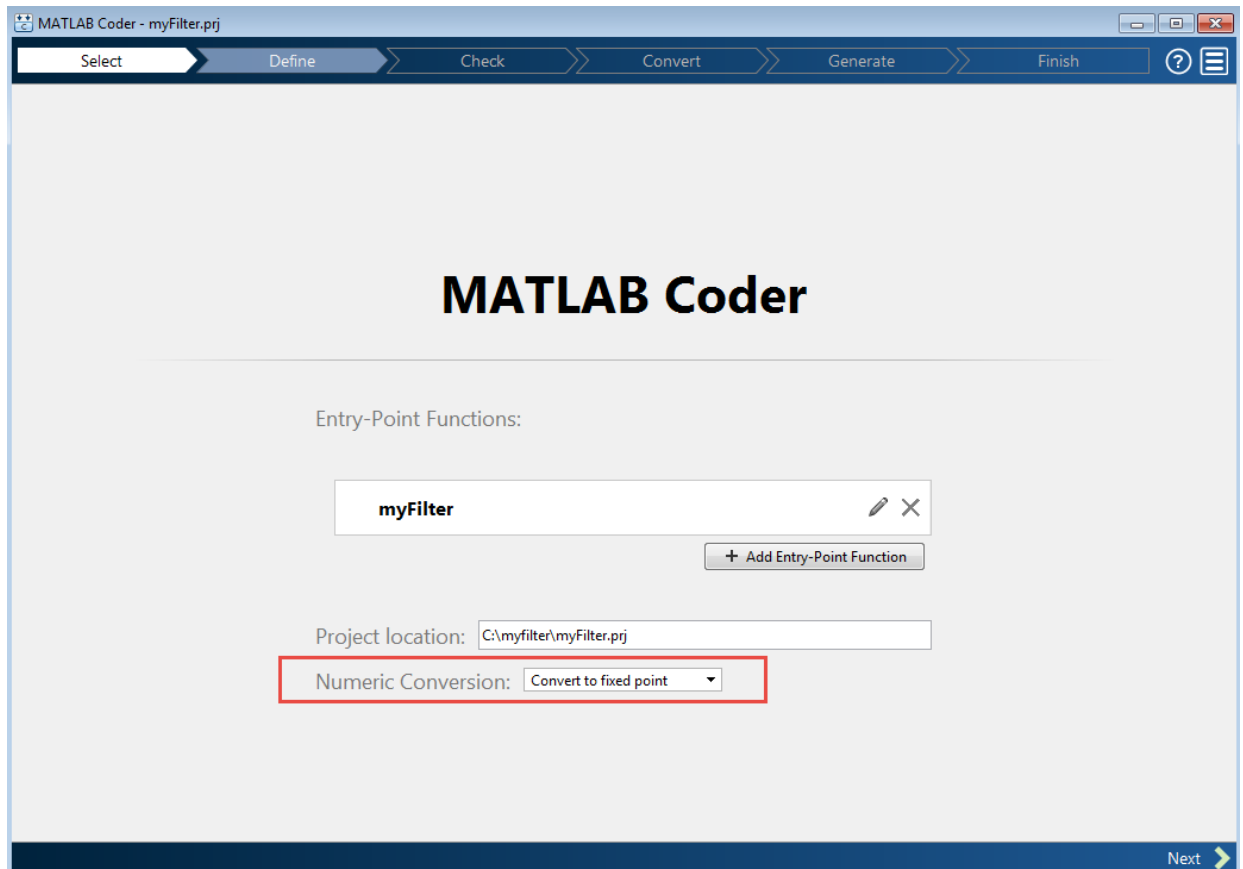 MATLAB Coder - myFilter.prj
Select Define Check Convert Generate Finish
MATLAB Coder
Entry-Point Functions:
myFilter
+ Add Entry-Point Function
Project location: C:\myfilter\myFilter.prj
Numeric Conversion: Convert to fixed point
Next